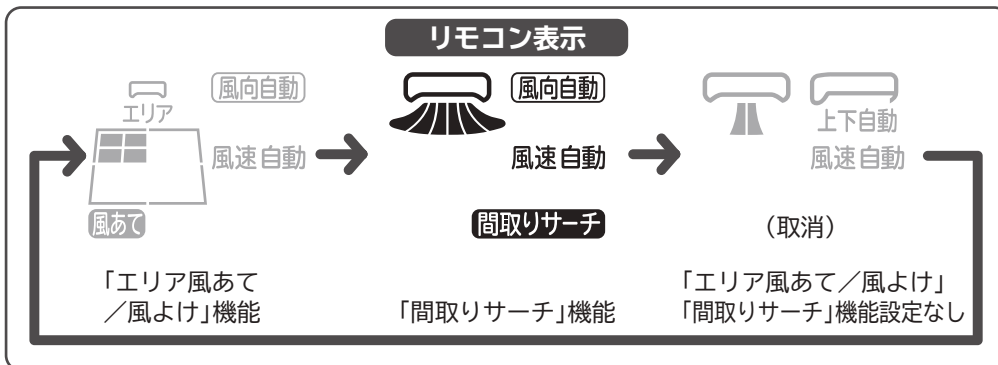 リモコン表示
エリア
風向自動
風速自動
風あて
「エリア風あて
／風よけ」機能
風向自動
風速自動
間取りサーチ
「間取りサーチ」機能
上下自動
風速自動
（取消）
「エリア風あて／風よけ」
「間取りサーチ」機能設定なし